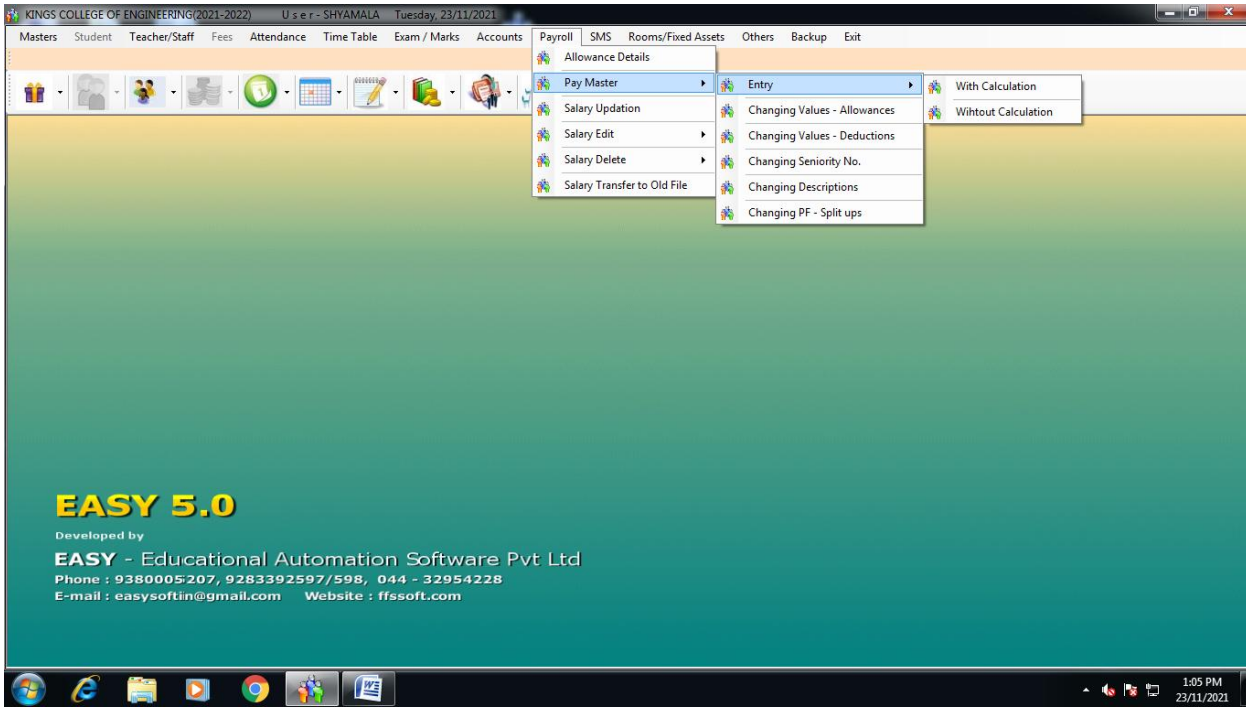 KINGS COLLEGE OF ENGINEERING(2021-2022) U s e r - SHYAMALA Tuesday, 23/11/2021
Masters Student Teacher/Staff Fees Attendance Time Table Exam / Marks Accounts Payroll SMS Rooms/Fixed Assets Others Backup Exit
Allowance Details
Pay Master
Salary Updation
Salary Edit
Salary Delete
Salary Transfer to Old File
Entry
Changing Values - Allowances
Changing Values - Deductions
Changing Seniority No.
Changing Descriptions
Changing PF - Split ups
With Calculation
Wihtout Calculation
EASY 5.0
Developed by
EASY - Educational Automation Software Pvt Ltd
Phone : 9380005207, 9283392597/598, 044 - 32954228
E-mail : easysoftiin@gmail.com Website : ffssoft.com
1:05 PM
23/11/2021